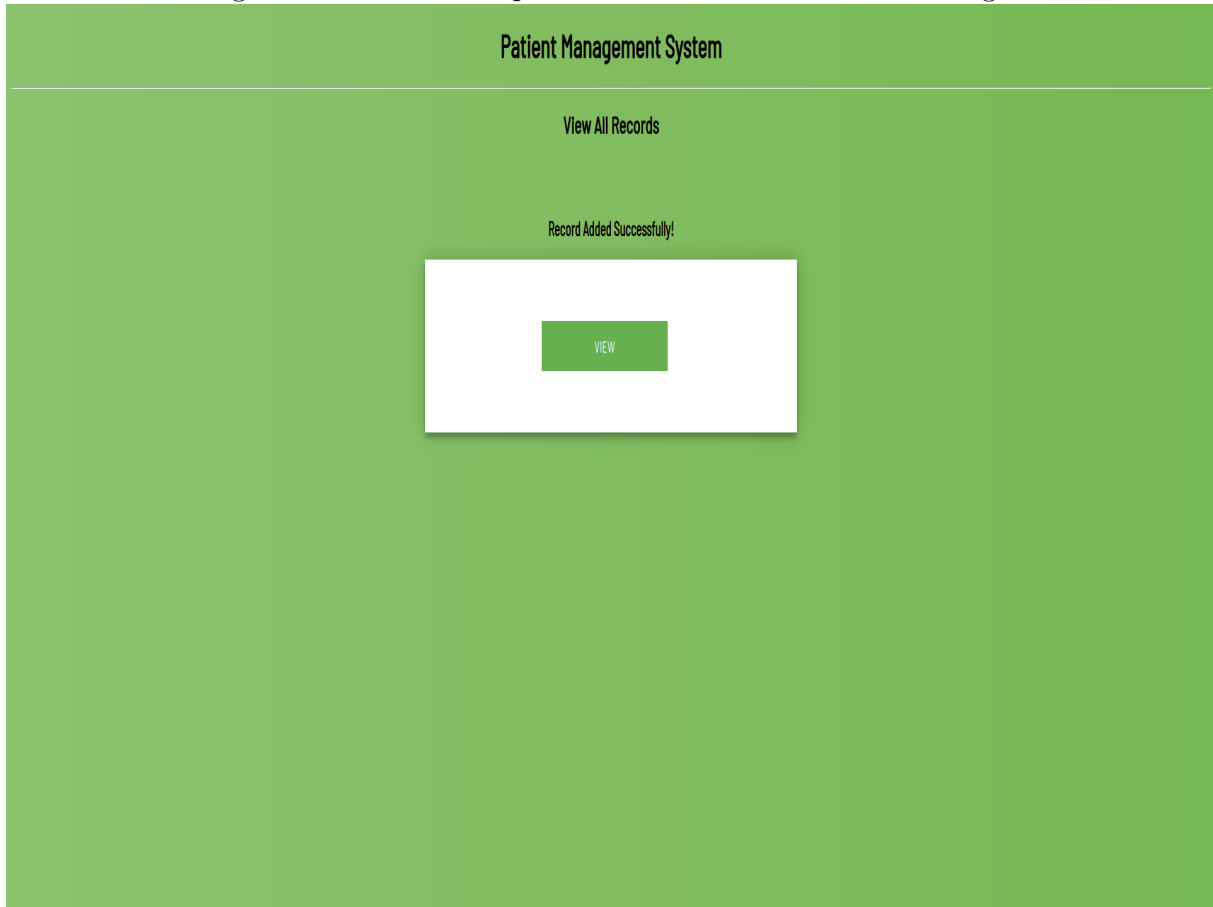 Patient Management System
View All Records
Record Added Successfully!
VIEW